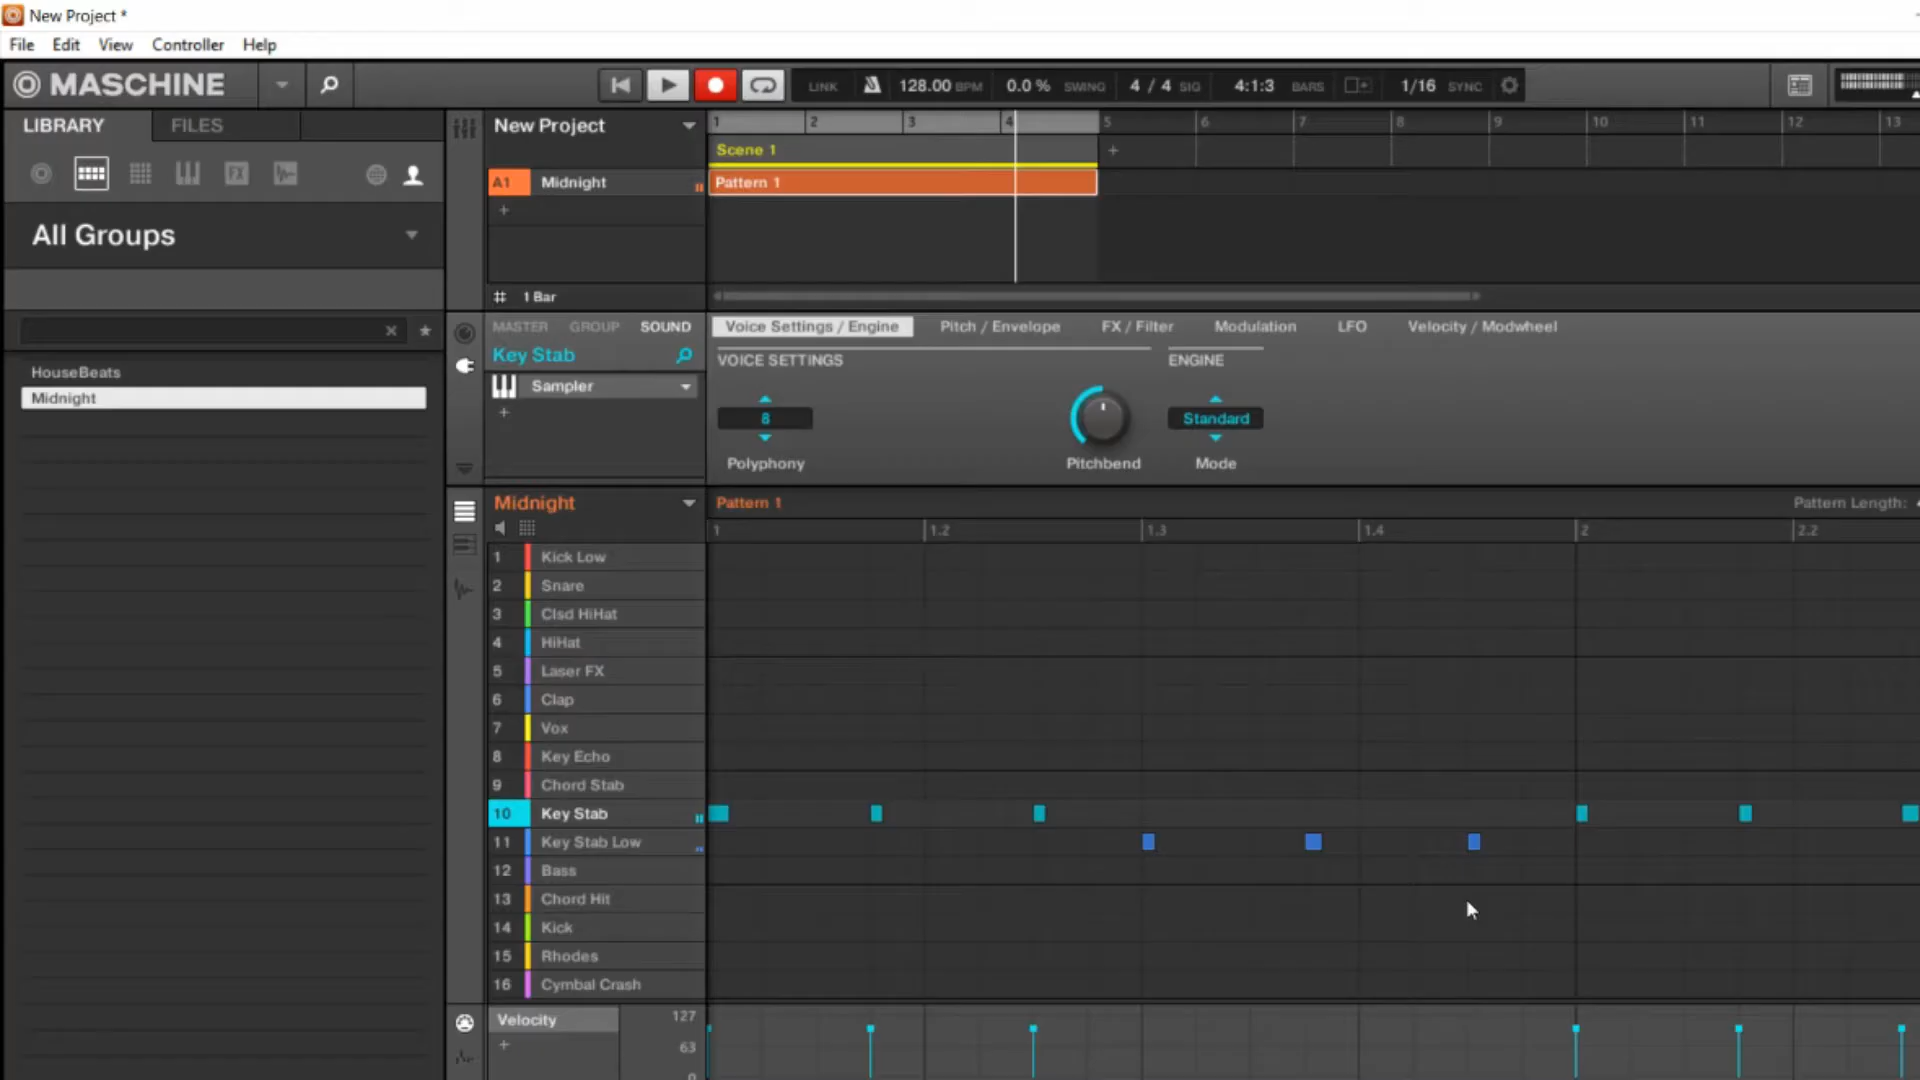 New Project *
File Edit View Controller Help
MASCHINE
LINK 128.00 BPM 0.0 % SWING 4 / 4 SIG 4:1:3 BARS 1/16 SYNC
LIBRARY FILES
New Project
1 2 3 4 5 6 7 8 9 10 11 12 13
Scene 1 +
FX
A1 Midnight
Pattern 1
+
All Groups
1 Bar
MASTER GROUP SOUND
Voice Settings / Engine Pitch / Envelope FX / Filter Modulation LFO Velocity / Modwheel
Key Stab
VOICE SETTINGS ENGINE
HouseBeats
Midnight
Sampler
+
8 Standard
Polyphony Pitchbend Mode
Midnight
Pattern 1 Pattern Length:
1 1.2 1.3 1.4 2 2.2
1 Kick Low
2 Snare
3 Clsd HiHat
4 HiHat
5 Laser FX
6 Clap
7 Vox
8 Key Echo
9 Chord Stab
10 Key Stab
11 Key Stab Low
12 Bass
13 Chord Hit
14 Kick
15 Rhodes
16 Cymbal Crash
Velocity 127
+ 63
0